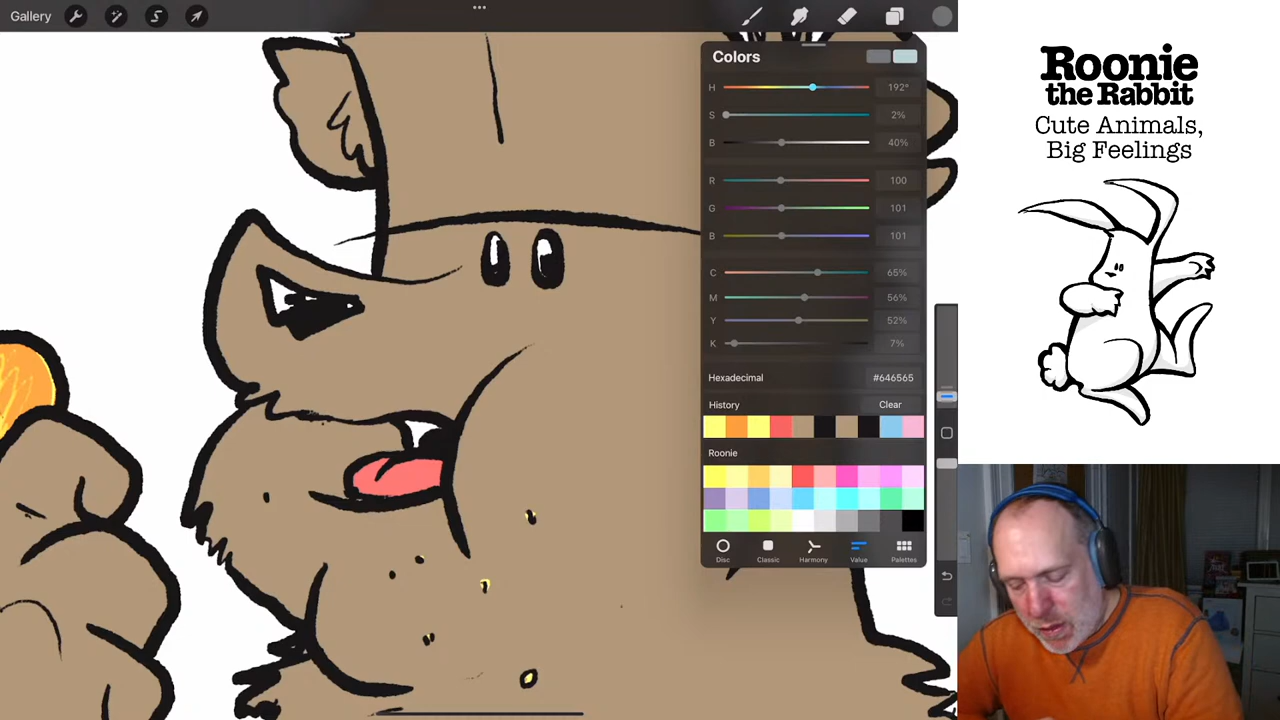 Gallery
Colors
H 192°
S 2%
B 40%
R 100
G 101
B 101
C 65%
M 56%
Y 52%
K 7%
Hexadecimal #646565
History Clear
Roonie
Disc Classic Harmony Value Palettes
Roonie
the Rabbit
Cute Animals,
Big Feelings